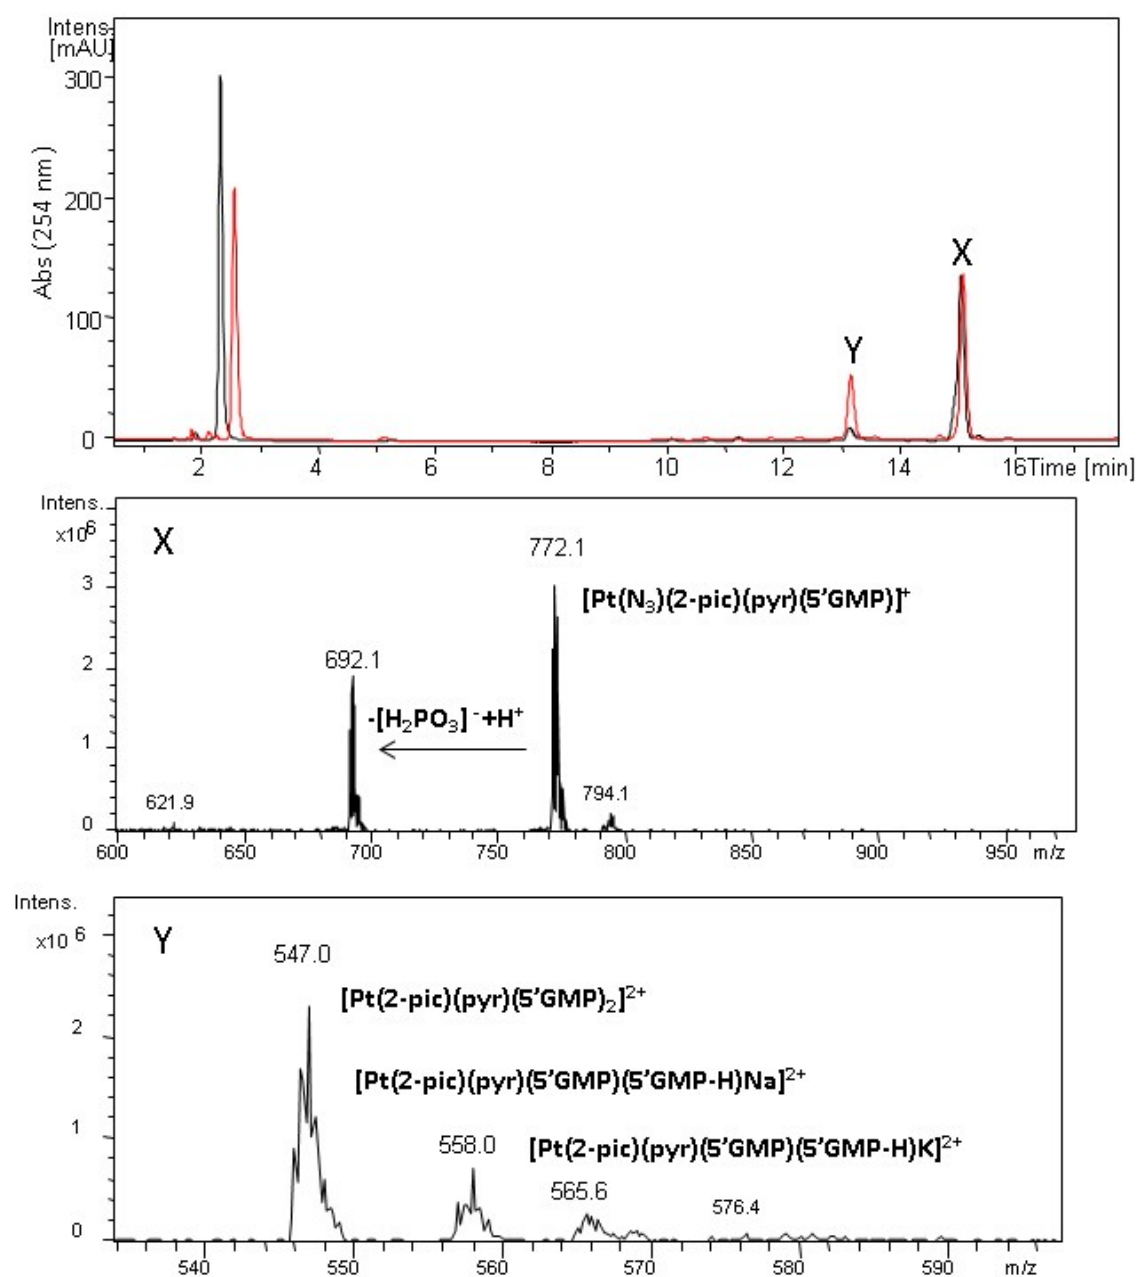 Intens.
[mAU]
300
200
100
0
Abs (254 nm)
X
Y
2 4 6 8 10 12 14 16 Time [min]
Intens.
x10⁶
X
772.1
[Pt(N₃)(2-pic)(pyr)(5'GMP)]⁺
3
692.1
2
-[H₂PO₃]⁻+H⁺
1
621.9
794.1
0
600 650 700 750 800 850 900 950 m/z
Intens.
x10⁶
Y
547.0
[Pt(2-pic)(pyr)(5'GMP)₂]²⁺
2
[Pt(2-pic)(pyr)(5'GMP)(5'GMP-H)Na]²⁺
1
558.0
[Pt(2-pic)(pyr)(5'GMP)(5'GMP-H)K]²⁺
565.6
576.4
0
540 550 560 570 580 590 m/z